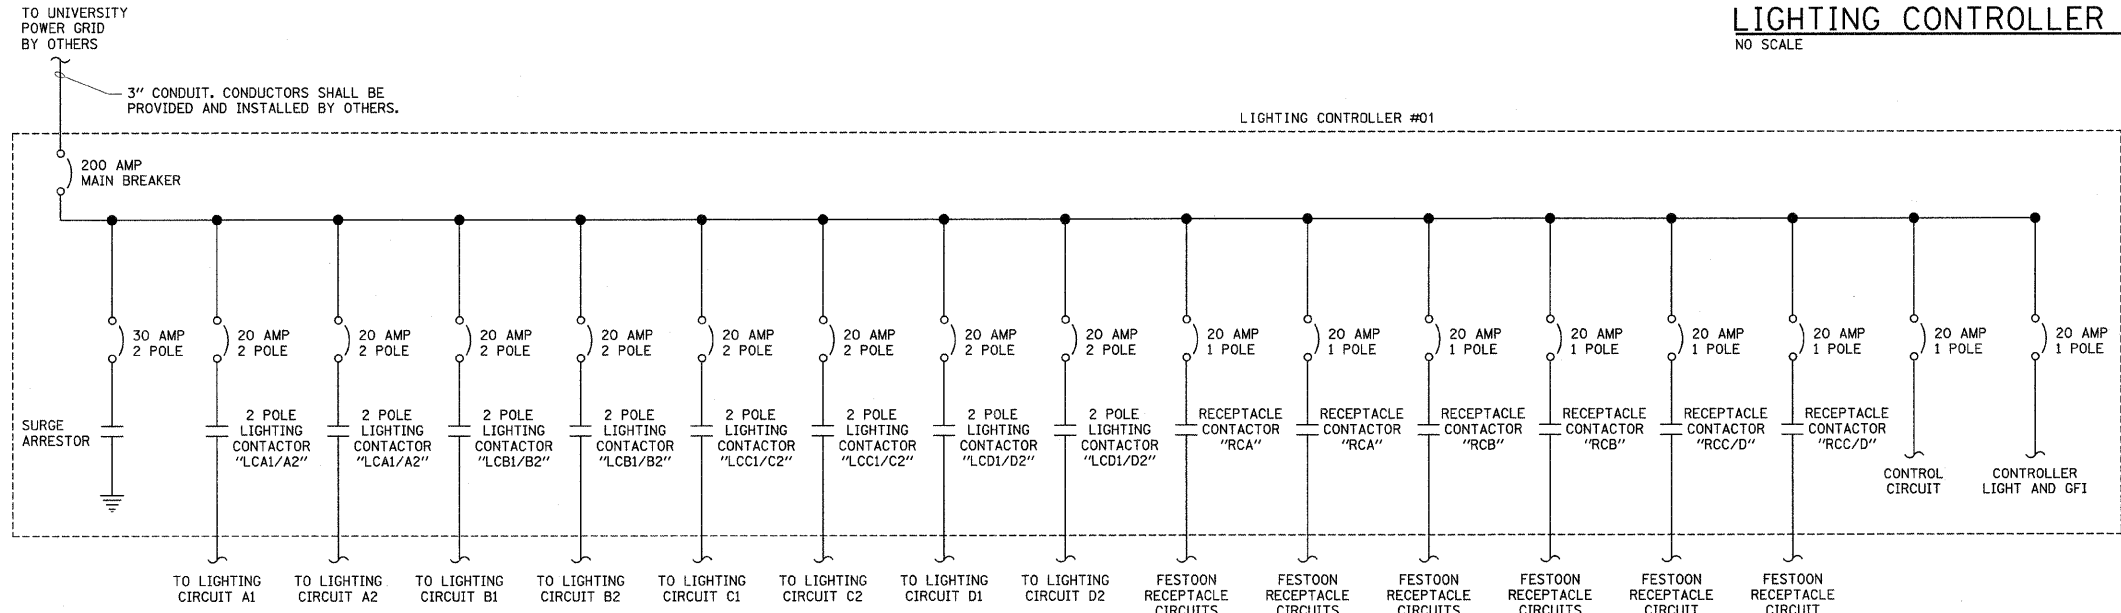 TO UNIVERSITY
POWER GRID
BY OTHERS
LIGHTING CONTROLLER
NO SCALE
3" CONDUIT. CONDUCTORS SHALL BE
PROVIDED AND INSTALLED BY OTHERS.
LIGHTING CONTROLLER #01
200 AMP
MAIN BREAKER
30 AMP
2 POLE
20 AMP
2 POLE
20 AMP
2 POLE
20 AMP
2 POLE
20 AMP
2 POLE
20 AMP
2 POLE
20 AMP
2 POLE
20 AMP
2 POLE
20 AMP
2 POLE
20 AMP
1 POLE
20 AMP
1 POLE
20 AMP
1 POLE
20 AMP
1 POLE
20 AMP
1 POLE
20 AMP
1 POLE
20 AMP
1 POLE
20 AMP
1 POLE
SURGE
ARRESTOR
2 POLE
LIGHTING
CONTACTOR
"LCA1/A2"
2 POLE
LIGHTING
CONTACTOR
"LCA1/A2"
2 POLE
LIGHTING
CONTACTOR
"LCB1/B2"
2 POLE
LIGHTING
CONTACTOR
"LCB1/B2"
2 POLE
LIGHTING
CONTACTOR
"LCC1/C2"
2 POLE
LIGHTING
CONTACTOR
"LCC1/C2"
2 POLE
LIGHTING
CONTACTOR
"LCD1/D2"
2 POLE
LIGHTING
CONTACTOR
"LCD1/D2"
RECEPTACLE
CONTACTOR
"RCA"
RECEPTACLE
CONTACTOR
"RCA"
RECEPTACLE
CONTACTOR
"RCB"
RECEPTACLE
CONTACTOR
"RCB"
RECEPTACLE
CONTACTOR
"RCC/D"
RECEPTACLE
CONTACTOR
"RCC/D"
CONTROL
CIRCUIT
CONTROLLER
LIGHT AND GFI
TO LIGHTING
CIRCUIT A1
TO LIGHTING
CIRCUIT A2
TO LIGHTING
CIRCUIT B1
TO LIGHTING
CIRCUIT B2
TO LIGHTING
CIRCUIT C1
TO LIGHTING
CIRCUIT C2
TO LIGHTING
CIRCUIT D1
TO LIGHTING
CIRCUIT D2
FESTOON
RECEPTACLE
CIRCUITS
FESTOON
RECEPTACLE
CIRCUITS
FESTOON
RECEPTACLE
CIRCUITS
FESTOON
RECEPTACLE
CIRCUITS
FESTOON
RECEPTACLE
CIRCUIT
FESTOON
RECEPTACLE
CIRCUIT